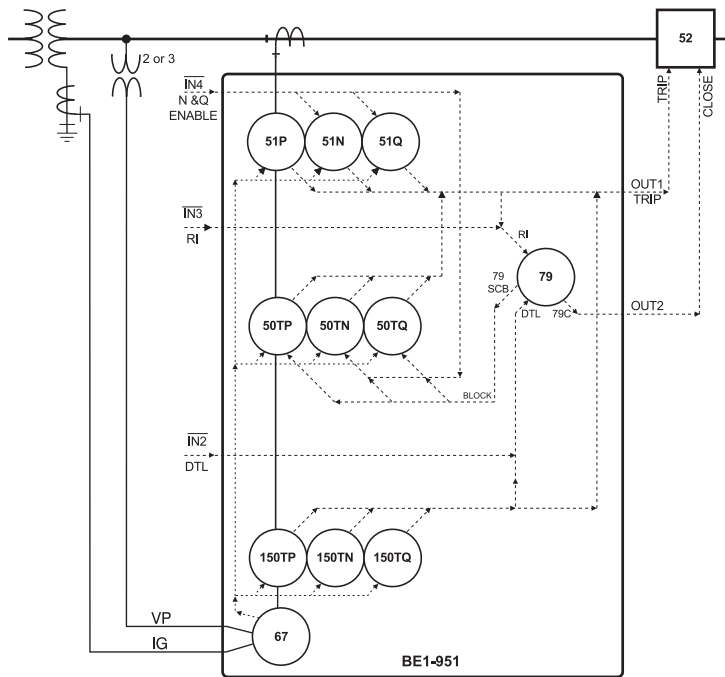 52
2 or 3
IN4
N &Q
ENABLE
TRIP
CLOSE
51P
51N
51Q
OUT1
TRIP
IN3
RI
RI
79
79
SCB
DTL
79C
OUT2
50TP
50TN
50TQ
BLOCK
IN2
DTL
150TP
150TN
150TQ
VP
IG
67
BE1-951